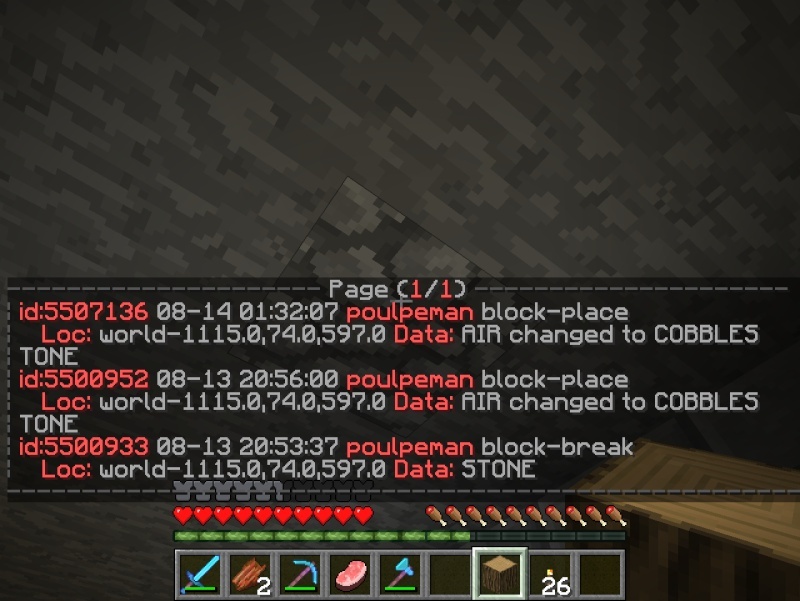 Page (1/1)
id:5507136 08-14 01:32:07 poulpeman block-place
Loc: world-1115.0,74.0,597.0 Data: AIR changed to COBBLES
TONE
id:5500952 08-13 20:56:00 poulpeman block-place
Loc: world-1115.0,74.0,597.0 Data: AIR changed to COBBLES
TONE
id:5500933 08-13 20:53:37 poulpeman block-break
Loc: world-1115.0,74.0,597.0 Data: STONE
2 26